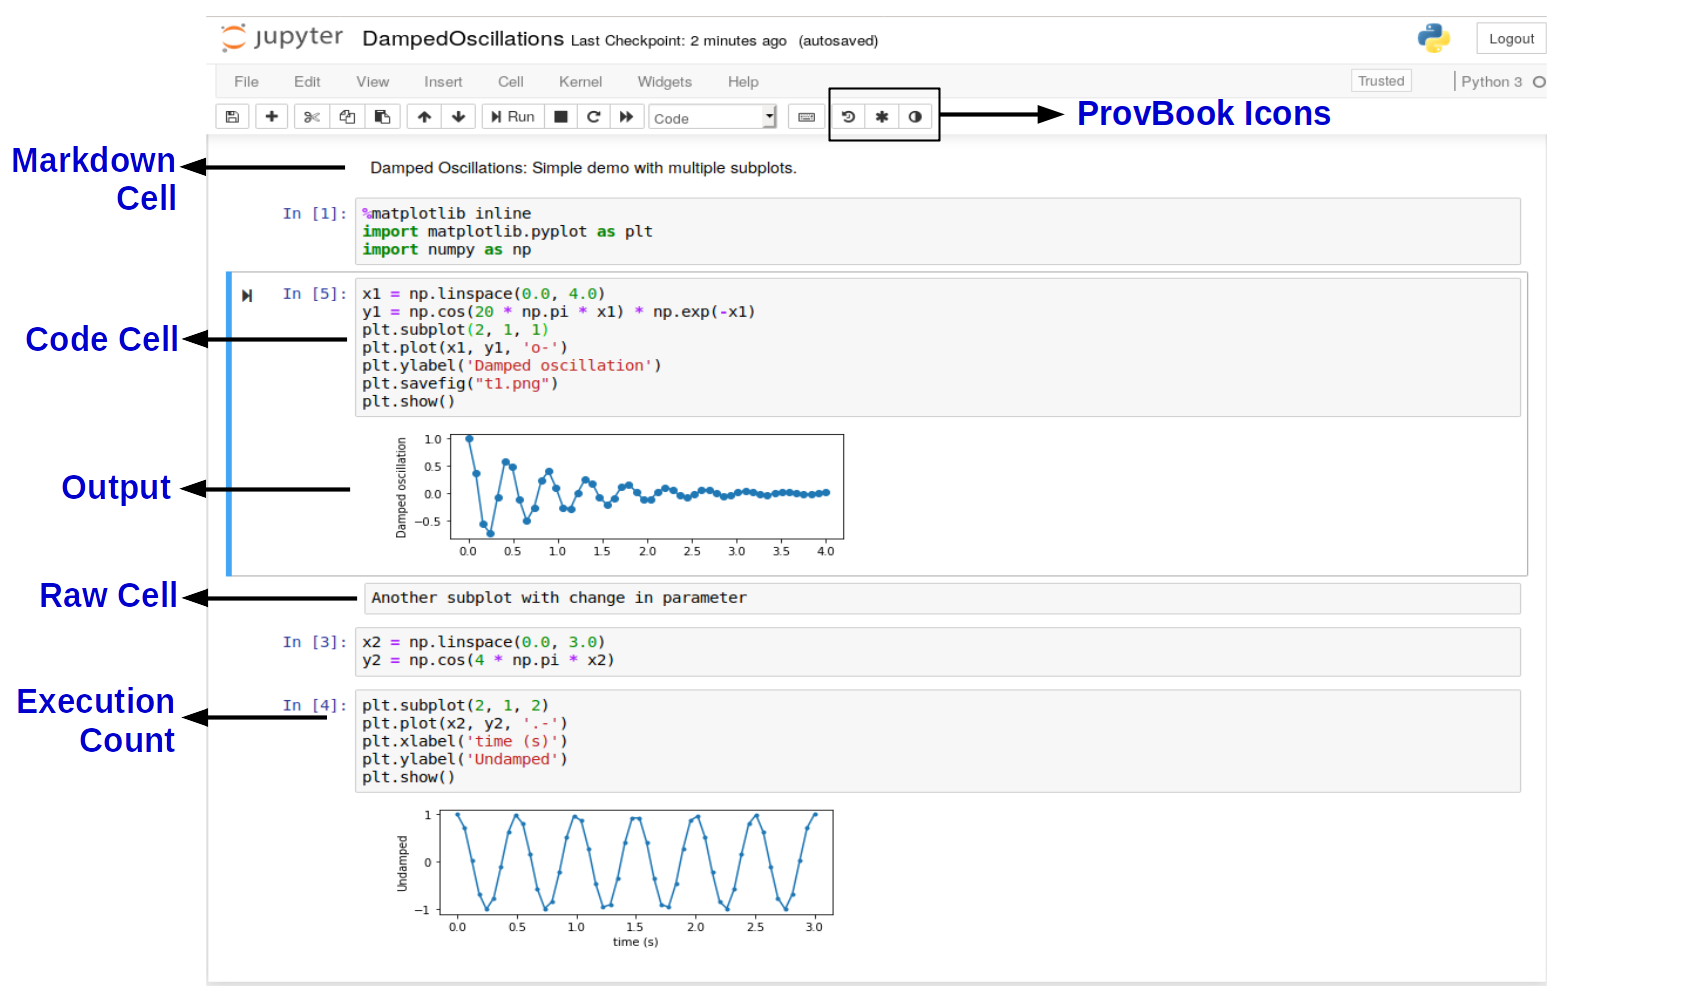 jupyter DampedOscillations Last Checkpoint: 2 minutes ago (autosaved) Logout
File Edit View Insert Cell Kernel Widgets Help Trusted Python 3
Run Code ProvBook Icons
Markdown
Cell
Damped Oscillations: Simple demo with multiple subplots.
In [1]: %matplotlib inline
import matplotlib.pyplot as plt
import numpy as np
In [5]: x1 = np.linspace(0.0, 4.0)
y1 = np.cos(20 * np.pi * x1) * np.exp(-x1)
plt.subplot(2, 1, 1)
Code Cell
plt.plot(x1, y1, 'o-')
plt.ylabel('Damped oscillation')
plt.savefig("t1.png")
plt.show()
Output
Damped oscillation
1.0
0.5
0.0
−0.5
0.0 0.5 1.0 1.5 2.0 2.5 3.0 3.5 4.0
Raw Cell
Another subplot with change in parameter
In [3]: x2 = np.linspace(0.0, 3.0)
y2 = np.cos(4 * np.pi * x2)
Execution
Count
In [4]: plt.subplot(2, 1, 2)
plt.plot(x2, y2, '.-')
plt.xlabel('time (s)')
plt.ylabel('Undamped')
plt.show()
Undamped
1
0
−1
0.0 0.5 1.0 1.5 2.0 2.5 3.0
time (s)